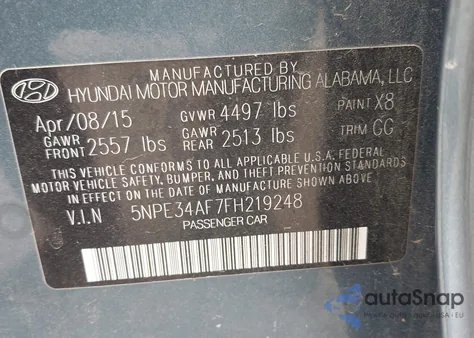 MANUFACTURED BY
HYUNDAI MOTOR MANUFACTURING ALABAMA, LLC
Apr/08/15 GVWR 4497 lbs PAINT X8
GAWR FRONT 2557 lbs GAWR REAR 2513 lbs TRIM GG
THIS VEHICLE CONFORMS TO ALL APPLICABLE U.S.A. FEDERAL
MOTOR VEHICLE SAFETY, BUMPER, AND THEFT PREVENTION STANDARDS
IN EFFECT ON THE DATE OF MANUFACTURE SHOWN ABOVE.
V.I.N 5NPE34AF7FH219248
PASSENGER CAR
autoSnap